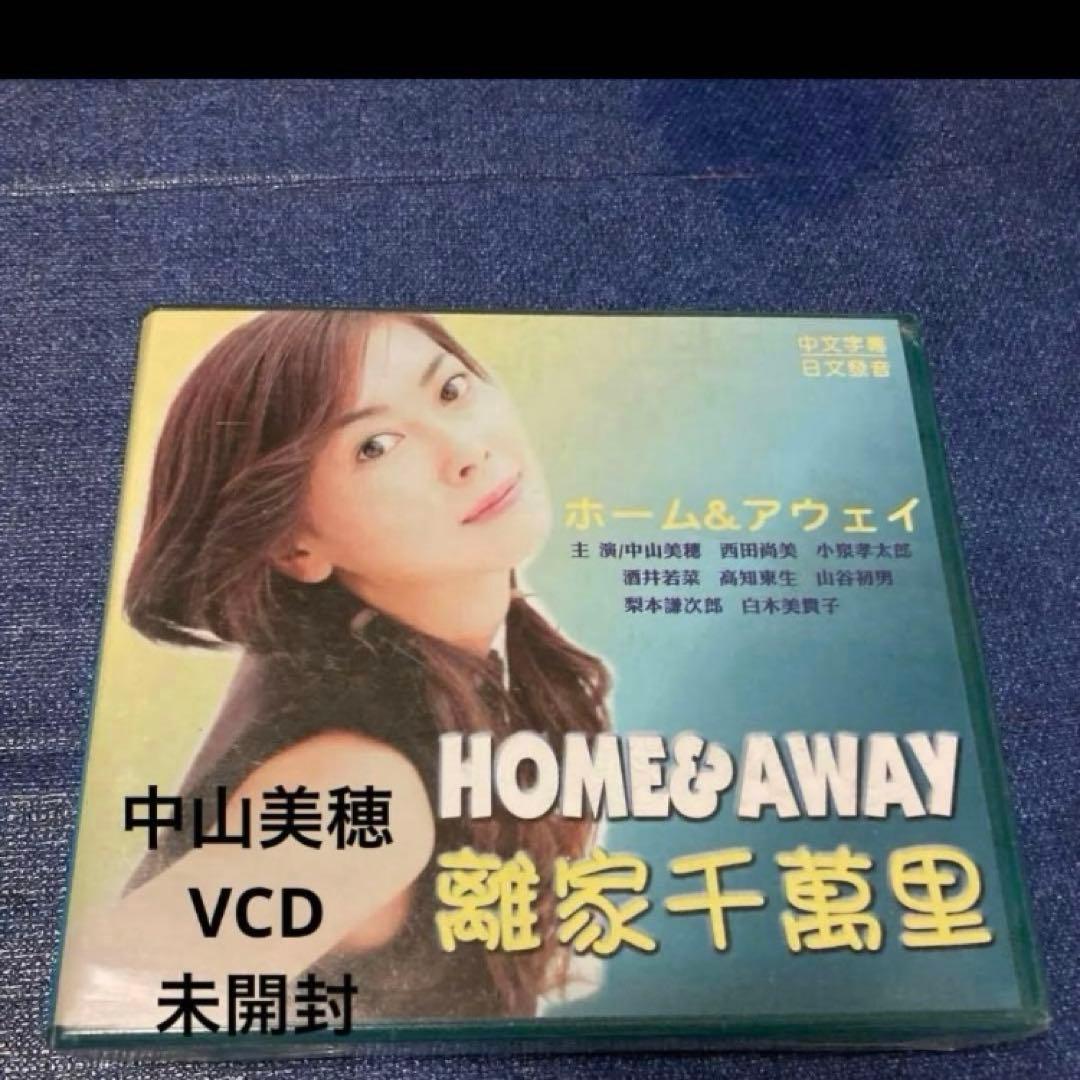 中文字幕
日文發音
ホーム&アウェイ
主 演/中山美穂 西田尚美 小泉孝太郎
酒井若菜 高知東生 山谷初男
梨本謙次郎 白木美貴子
HOME&AWAY
離家千萬里
中山美穂
VCD
未開封